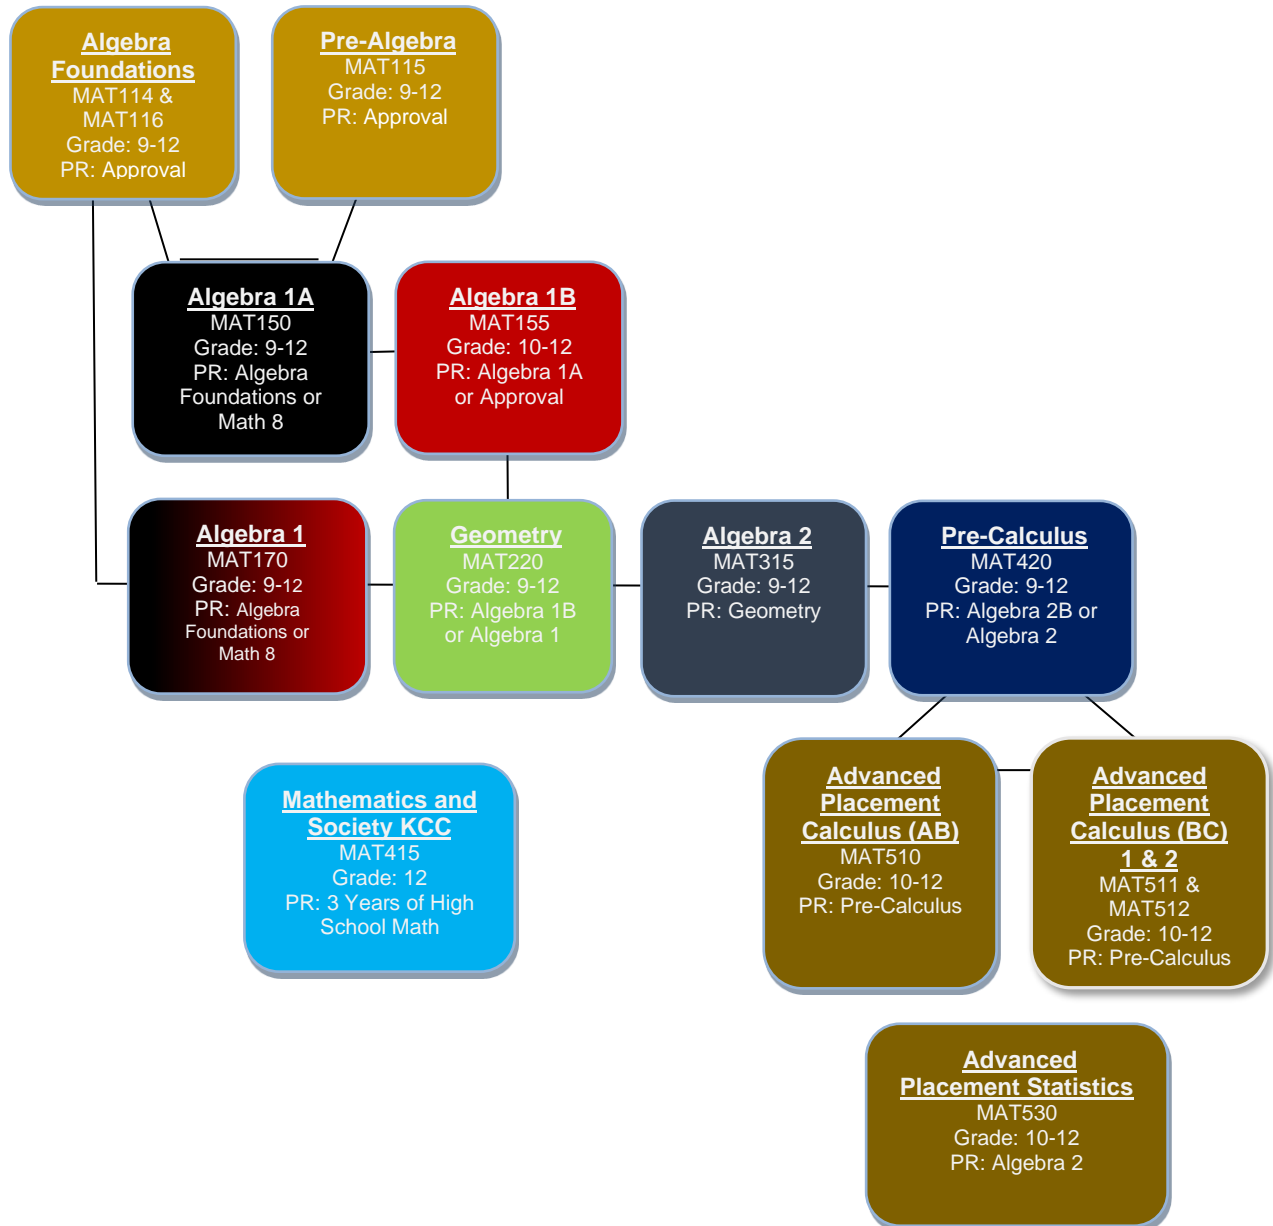 Algebra
Foundations
MAT114 &
MAT116
Grade: 9-12
PR: Approval
Pre-Algebra
MAT115
Grade: 9-12
PR: Approval
Algebra 1A
MAT150
Grade: 9-12
PR: Algebra
Foundations or
Math 8
Algebra 1B
MAT155
Grade: 10-12
PR: Algebra 1A
or Approval
Algebra 1
MAT170
Grade: 9-12
PR: Algebra
Foundations or
Math 8
Geometry
MAT220
Grade: 9-12
PR: Algebra 1B
or Algebra 1
Algebra 2
MAT315
Grade: 9-12
PR: Geometry
Pre-Calculus
MAT420
Grade: 9-12
PR: Algebra 2B or
Algebra 2
Mathematics and
Society KCC
MAT415
Grade: 12
PR: 3 Years of High
School Math
Advanced
Placement
Calculus (AB)
MAT510
Grade: 10-12
PR: Pre-Calculus
Advanced
Placement
Calculus (BC)
1 & 2
MAT511 &
MAT512
Grade: 10-12
PR: Pre-Calculus
Advanced
Placement Statistics
MAT530
Grade: 10-12
PR: Algebra 2